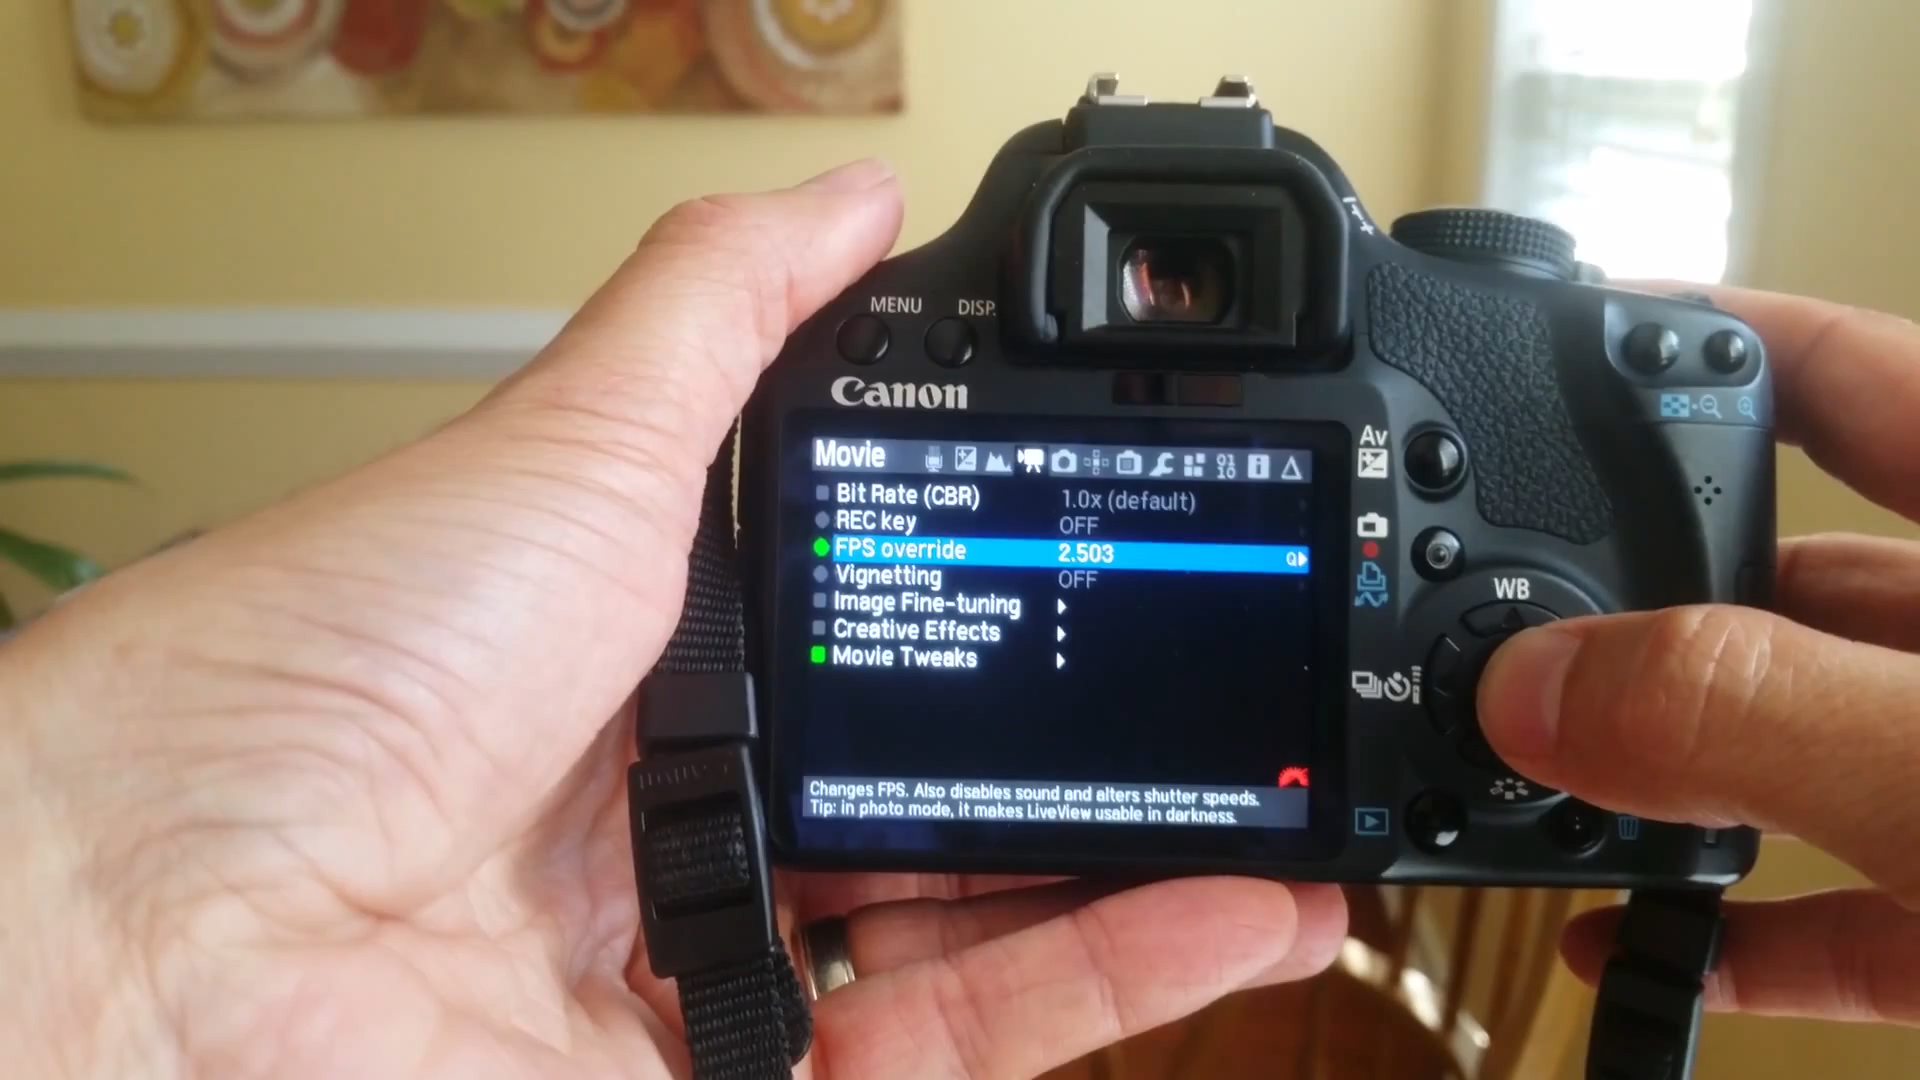 MENU DISP.
Canon
Movie
Bit Rate (CBR) 1.0x (default)
REC key OFF
FPS override 2.503
Q
Vignetting OFF
Image Fine-tuning
Creative Effects
Movie Tweaks
Changes FPS. Also disables sound and alters shutter speeds.
Tip: in photo mode, it makes LiveView usable in darkness.
Av
WB